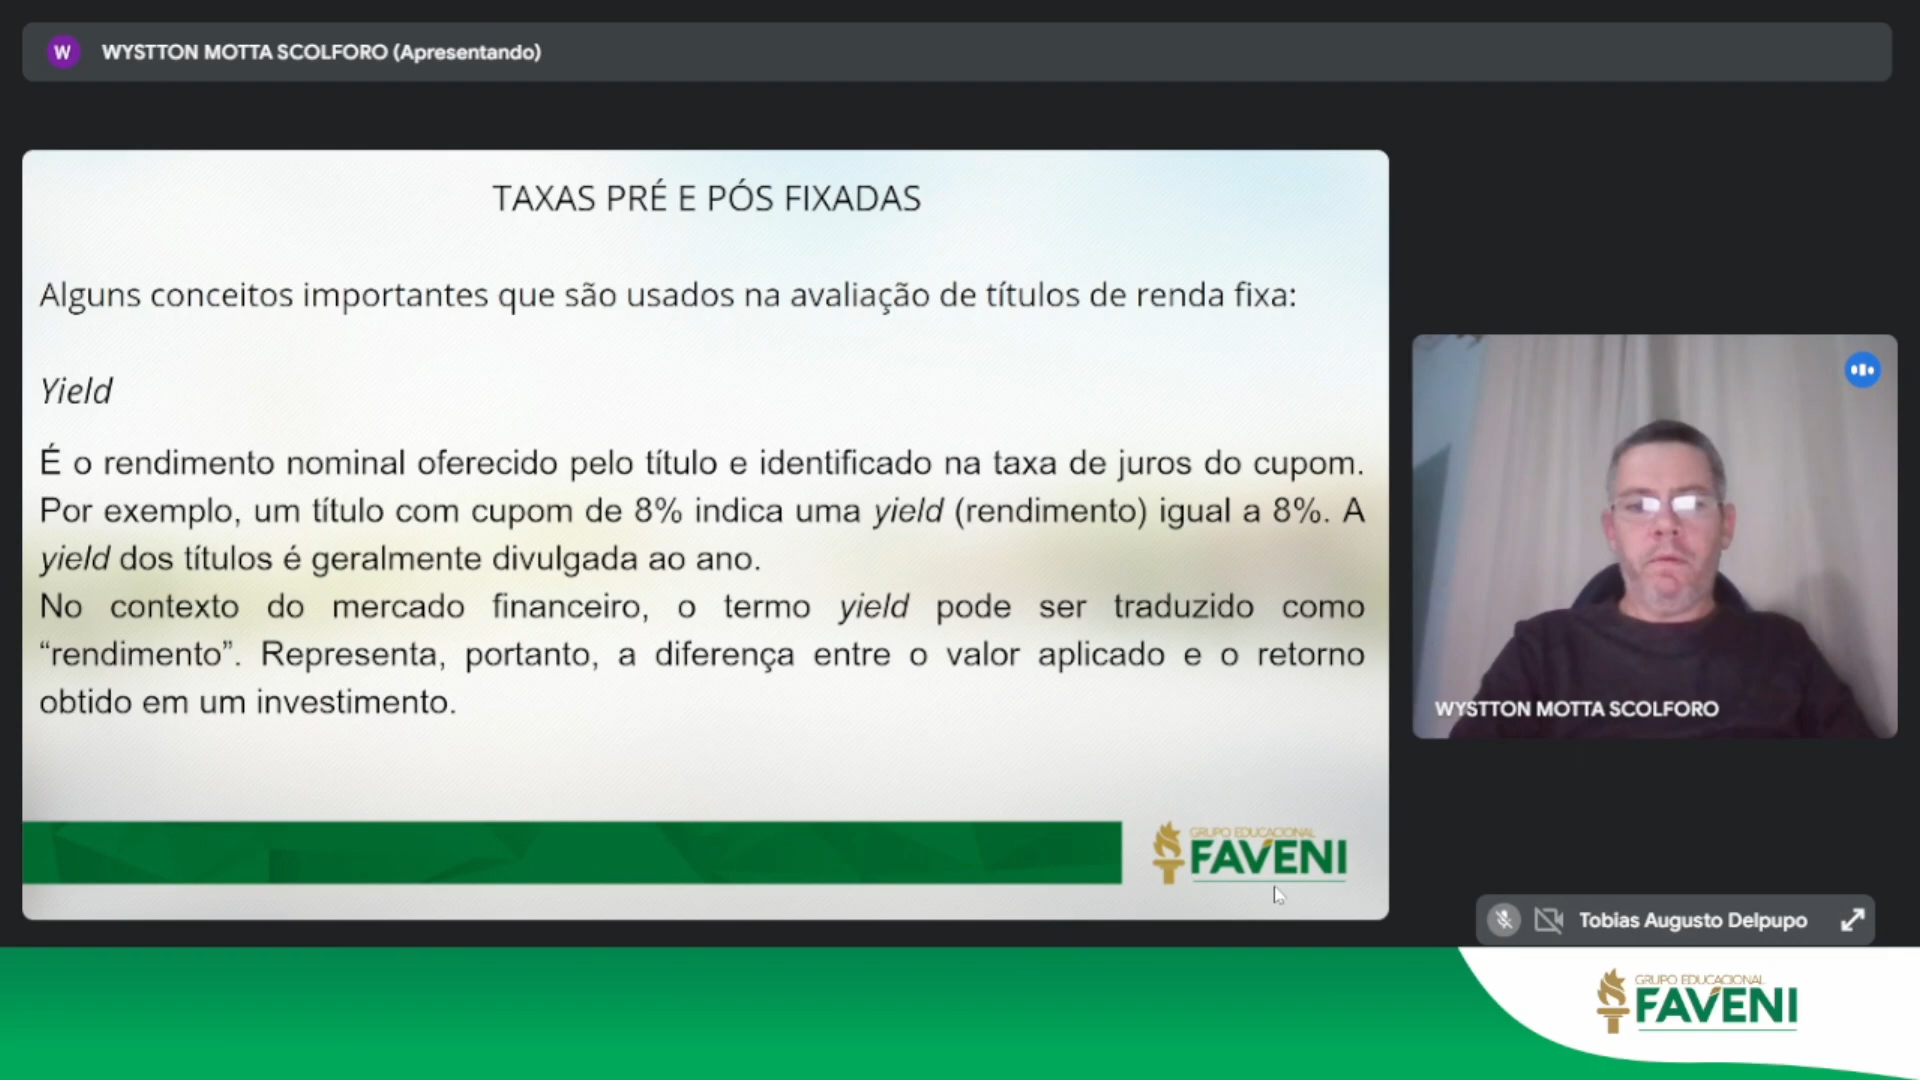 W WYSTTON MOTTA SCOLFORO (Apresentando)
TAXAS PRÉ E PÓS FIXADAS
Alguns conceitos importantes que são usados na avaliação de títulos de renda fixa:
Yield
É o rendimento nominal oferecido pelo título e identificado na taxa de juros do cupom.
Por exemplo, um título com cupom de 8% indica uma yield (rendimento) igual a 8%. A
yield dos títulos é geralmente divulgada ao ano.
No contexto do mercado financeiro, o termo yield pode ser traduzido como
“rendimento”. Representa, portanto, a diferença entre o valor aplicado e o retorno
obtido em um investimento.
GRUPO EDUCACIONAL
FAVENI
WYSTTON MOTTA SCOLFORO
Tobias Augusto Delpupo
GRUPO EDUCACIONAL
FAVENI